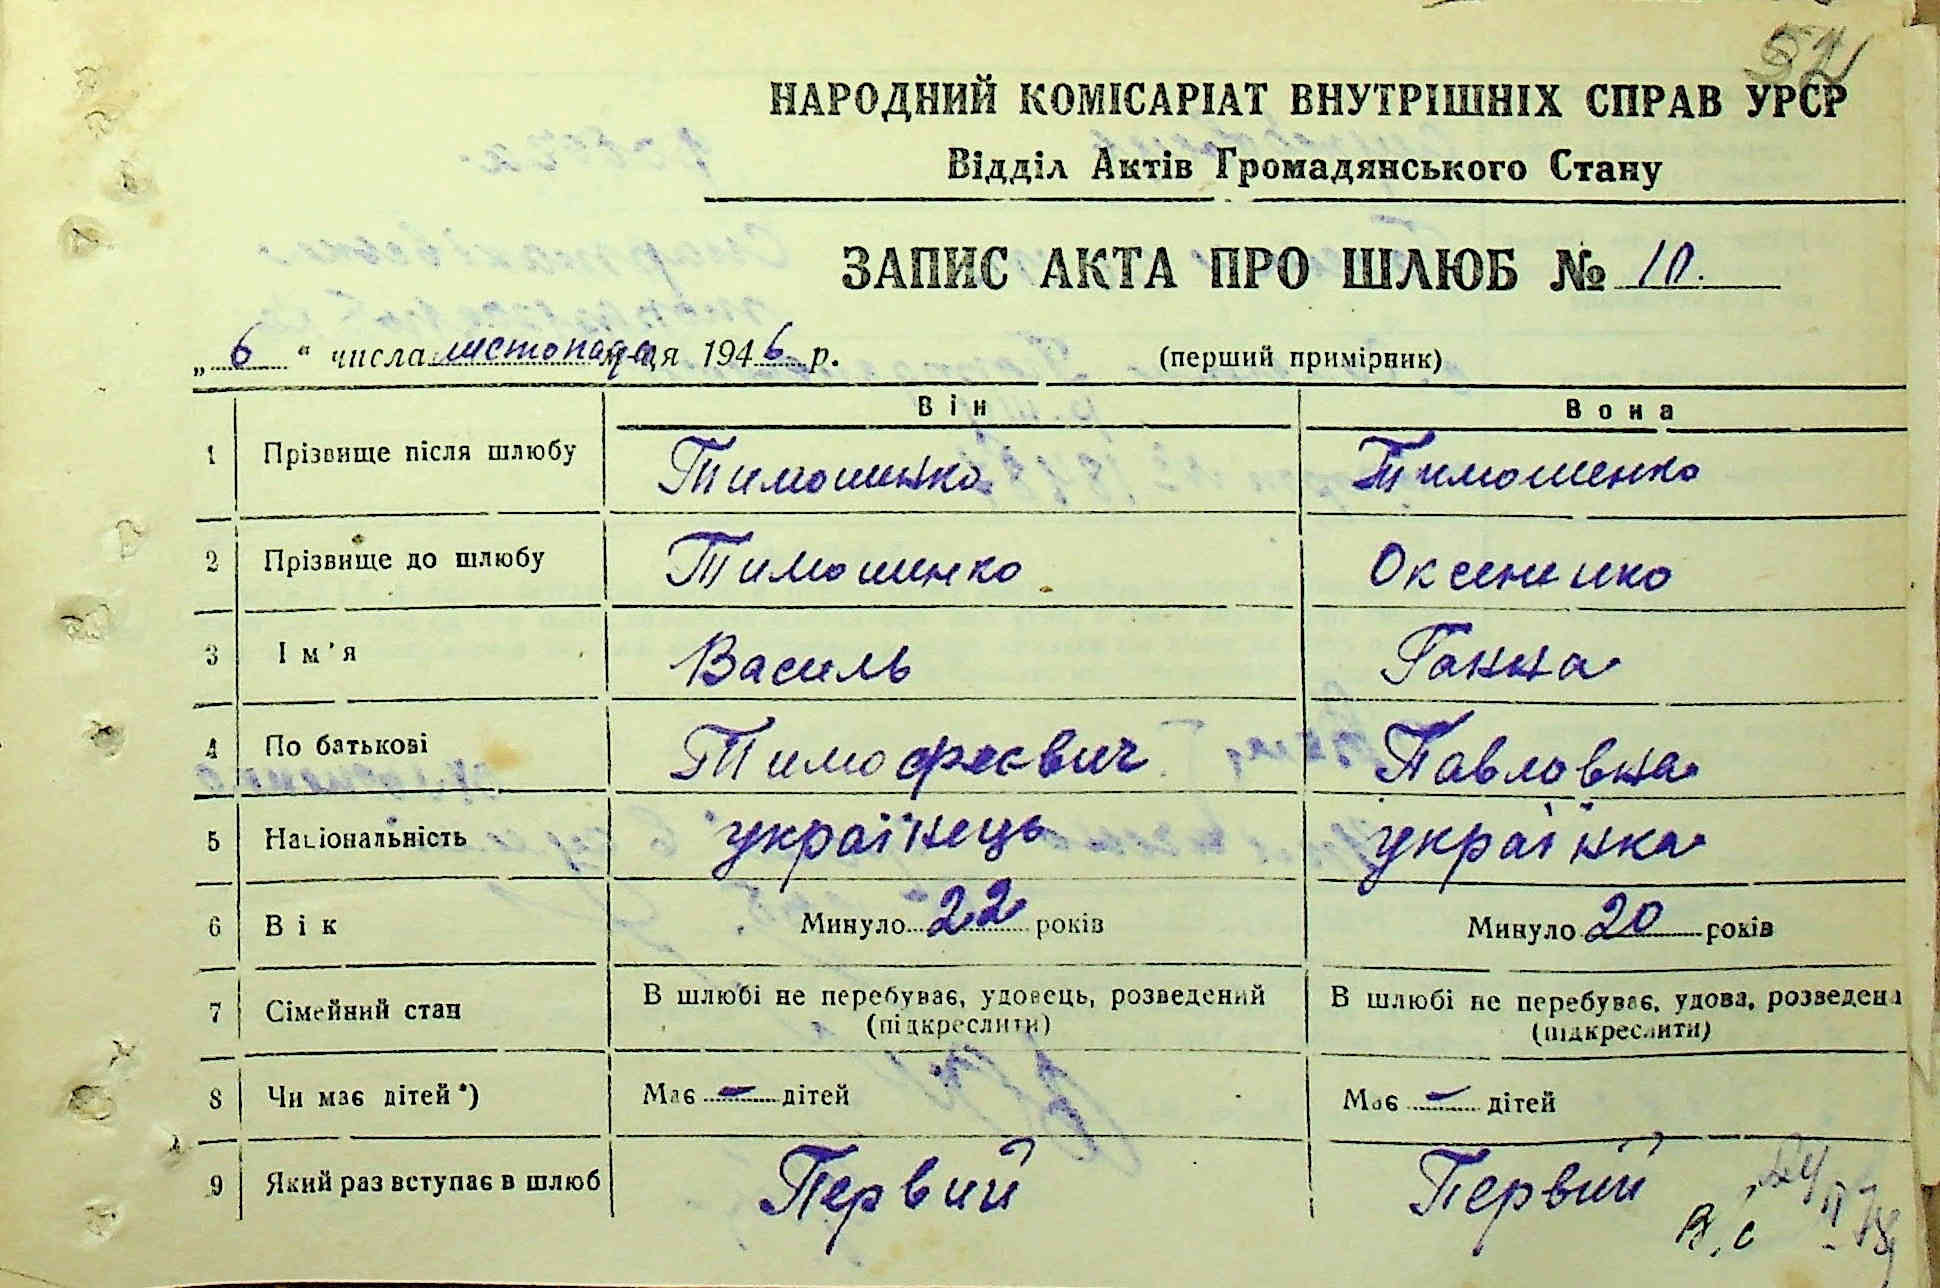 НАРОДНИЙ КОМІСАРІАТ ВНУТРІШНІХ СПРАВ УРСР
Відділ Актів Громадянського Стану
ЗАПИС АКТА ПРО ШЛЮБ № 10.
„ 6 “ числа листопада м-ця 1946 р. (перший примірник)
Він Вона
1 Прізвище після шлюбу Тимошинко Тимошенко
2 Прізвище до шлюбу Тимошинко Оксененко
3 Ім'я Василь Ганна
4 По батькові Тимофеєвич Павловна
5 Національність українець українка
6 Вік Минуло 22 років Минуло 20 років
7 Сімейний стан В шлюбі не перебуває, удовець, розведений В шлюбі не перебуває, удова, розведена
(підкреслити) (підкреслити)
8 Чи має дітей *) Має – дітей Має – дітей
9 Який раз вступає в шлюб Первий Первий